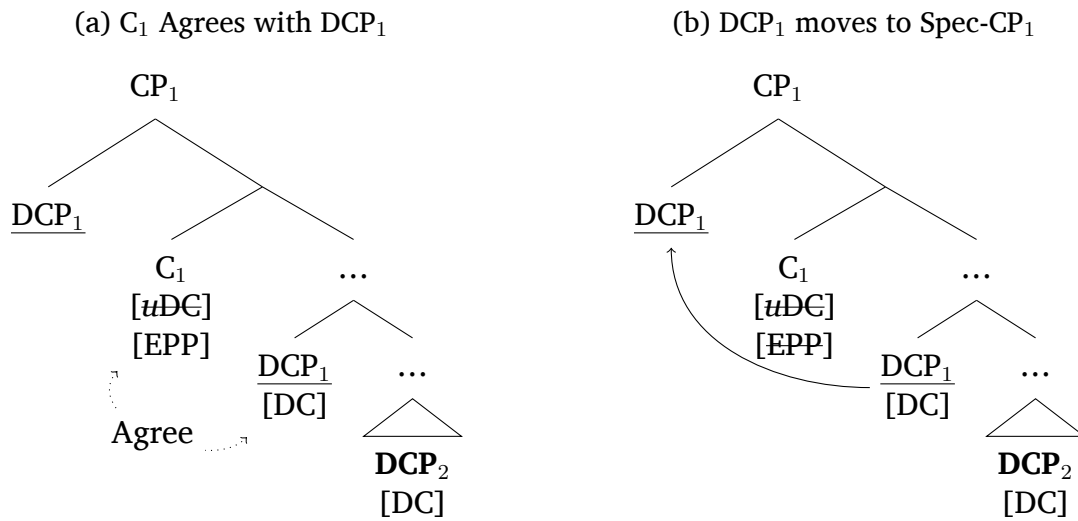 (a) C₁ Agrees with DCP₁
CP₁
DCP₁
C₁
...
[uDC]
[EPP]
DCP₁
...
[DC]
Agree
DCP₂
[DC]
(b) DCP₁ moves to Spec-CP₁
CP₁
DCP₁
C₁
...
[uDC]
[EPP]
DCP₁
...
[DC]
DCP₂
[DC]